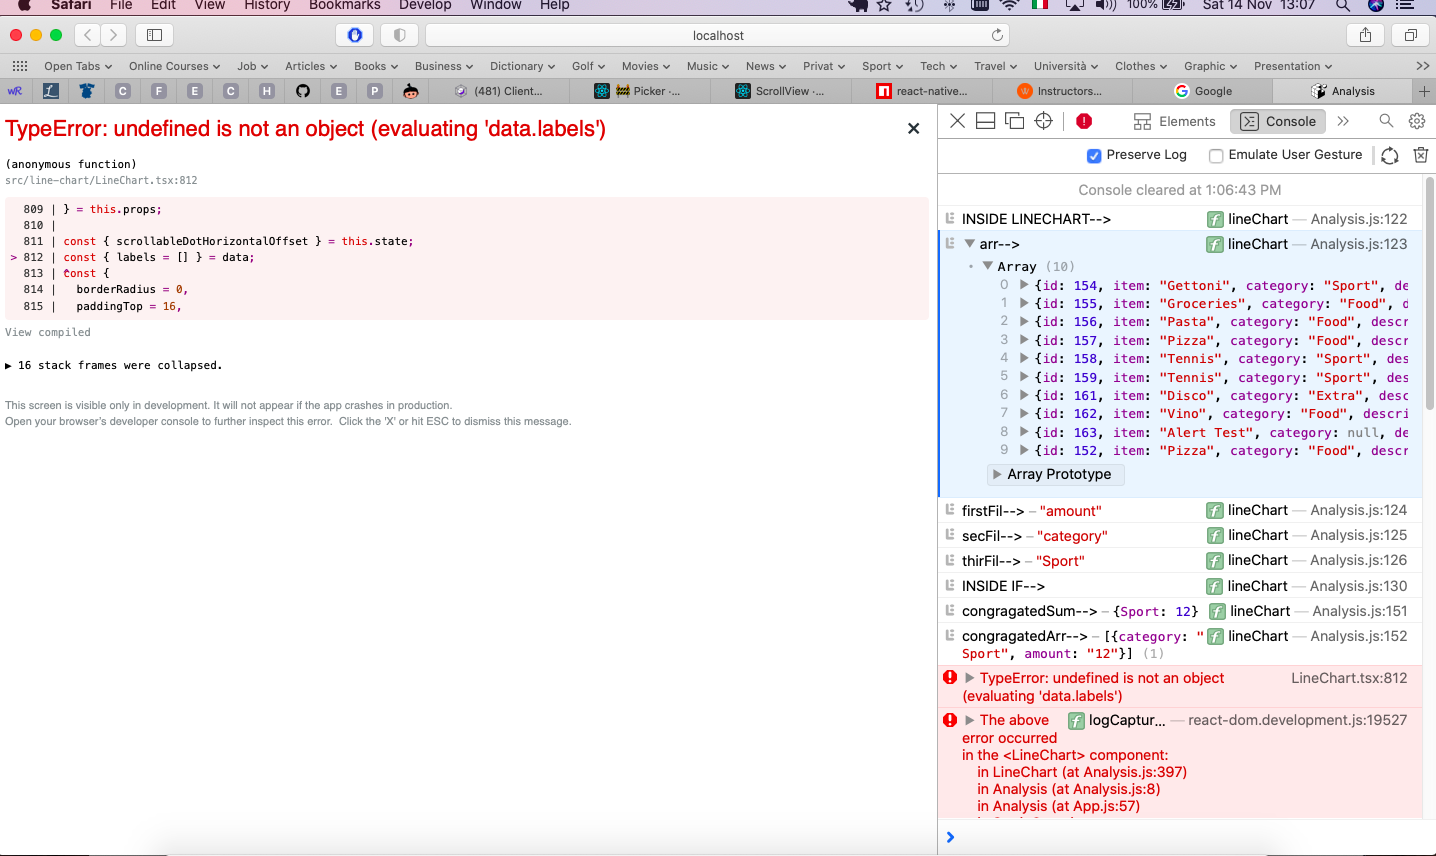 Safari File Edit View History Bookmarks Develop Window Help 100% Sat 14 Nov 13:07
localhost
Open Tabs Online Courses Job Articles Books Business Dictionary Golf Movies Music News Privat Sport Tech Travel Università Clothes Graphic Presentation >>
wR C F E C H E P (481) Client... Picker -... ScrollView -... react-native... Instructors... Google Analysis +
TypeError: undefined is not an object (evaluating 'data.labels')
(anonymous function)
src/line-chart/LineChart.tsx:812
809 | } = this.props;
810 |
811 | const { scrollableDotHorizontalOffset } = this.state;
> 812 | const { labels = [] } = data;
813 | const {
814 | borderRadius = 0,
815 | paddingTop = 16,
View compiled
▶ 16 stack frames were collapsed.
This screen is visible only in development. It will not appear if the app crashes in production.
Open your browser's developer console to further inspect this error. Click the 'X' or hit ESC to dismiss this message.
Elements Console >>
Preserve Log Emulate User Gesture
Console cleared at 1:06:43 PM
INSIDE LINECHART--> f lineChart — Analysis.js:122
arr--> f lineChart — Analysis.js:123
Array (10)
0 {id: 154, item: "Gettoni", category: "Sport", de
1 {id: 155, item: "Groceries", category: "Food", d
2 {id: 156, item: "Pasta", category: "Food", descr
3 {id: 157, item: "Pizza", category: "Food", descr
4 {id: 158, item: "Tennis", category: "Sport", des
5 {id: 159, item: "Tennis", category: "Sport", des
6 {id: 161, item: "Disco", category: "Extra", desc
7 {id: 162, item: "Vino", category: "Food", descri
8 {id: 163, item: "Alert Test", category: null, de
9 {id: 152, item: "Pizza", category: "Food", descr
Array Prototype
firstFil--> – "amount" f lineChart — Analysis.js:124
secFil--> – "category" f lineChart — Analysis.js:125
thirFil--> – "Sport" f lineChart — Analysis.js:126
INSIDE IF--> f lineChart — Analysis.js:130
congragatedSum--> – {Sport: 12} f lineChart — Analysis.js:151
congragatedArr--> – [{category: " f lineChart — Analysis.js:152
Sport", amount: "12"}] (1)
TypeError: undefined is not an object LineChart.tsx:812
(evaluating 'data.labels')
The above f logCaptur... — react-dom.development.js:19527
error occurred
in the <LineChart> component:
in LineChart (at Analysis.js:397)
in Analysis (at Analysis.js:8)
in Analysis (at App.js:57)